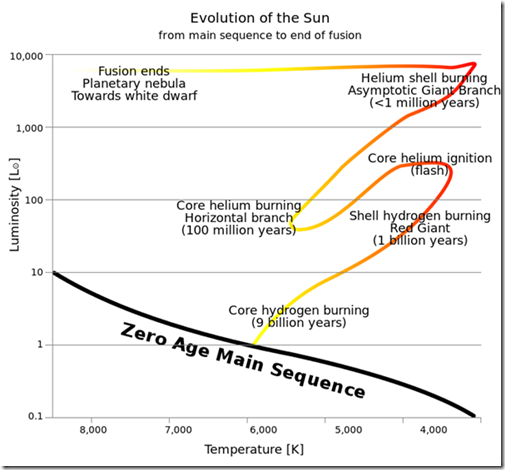 Evolution of the Sun
from main sequence to end of fusion
10,000
Fusion ends
Planetary nebula
Towards white dwarf
Helium shell burning
Asymptotic Giant Branch
(<1 million years)
1,000
Core helium ignition
(flash)
100
Core helium burning
Horizontal branch
(100 million years)
Shell hydrogen burning
Red Giant
(1 billion years)
Luminosity [L⊙]
10
Core hydrogen burning
(9 billion years)
1
Zero Age Main Sequence
0.1
8,000
7,000
6,000
5,000
4,000
Temperature [K]